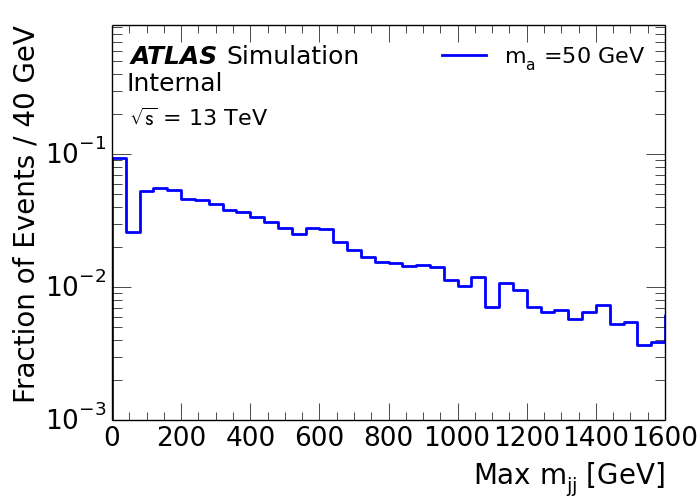 ATLAS Simulation
Internal
√s = 13 TeV
m_a =50 GeV
Fraction of Events / 40 GeV
10^-1
10^-2
10^-3
0 200 400 600 800 1000 1200 1400 1600
Max m_jj [GeV]